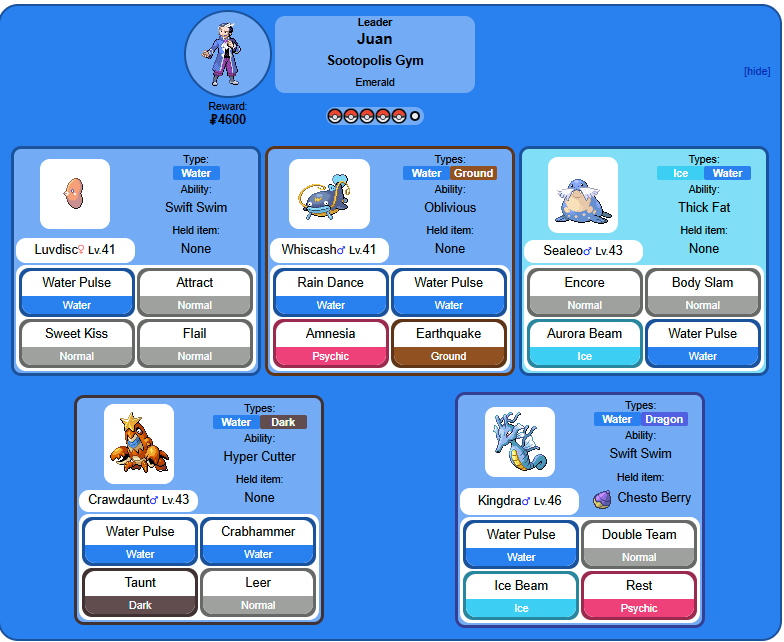 Leader
Juan
Sootopolis Gym
Emerald
[hide]
Reward:
₽4600
Type:
Water
Ability:
Swift Swim
Held item:
None
Luvdisc♀ Lv.41
Water Pulse
Water
Attract
Normal
Sweet Kiss
Normal
Flail
Normal
Types:
Water Ground
Ability:
Oblivious
Held item:
None
Whiscash♂ Lv.41
Rain Dance
Water
Water Pulse
Water
Amnesia
Psychic
Earthquake
Ground
Types:
Ice Water
Ability:
Thick Fat
Held item:
None
Sealeo♂ Lv.43
Encore
Normal
Body Slam
Normal
Aurora Beam
Ice
Water Pulse
Water
Types:
Water Dark
Ability:
Hyper Cutter
Held item:
None
Crawdaunt♂ Lv.43
Water Pulse
Water
Crabhammer
Water
Taunt
Dark
Leer
Normal
Types:
Water Dragon
Ability:
Swift Swim
Held item:
Chesto Berry
Kingdra♂ Lv.46
Water Pulse
Water
Double Team
Normal
Ice Beam
Ice
Rest
Psychic